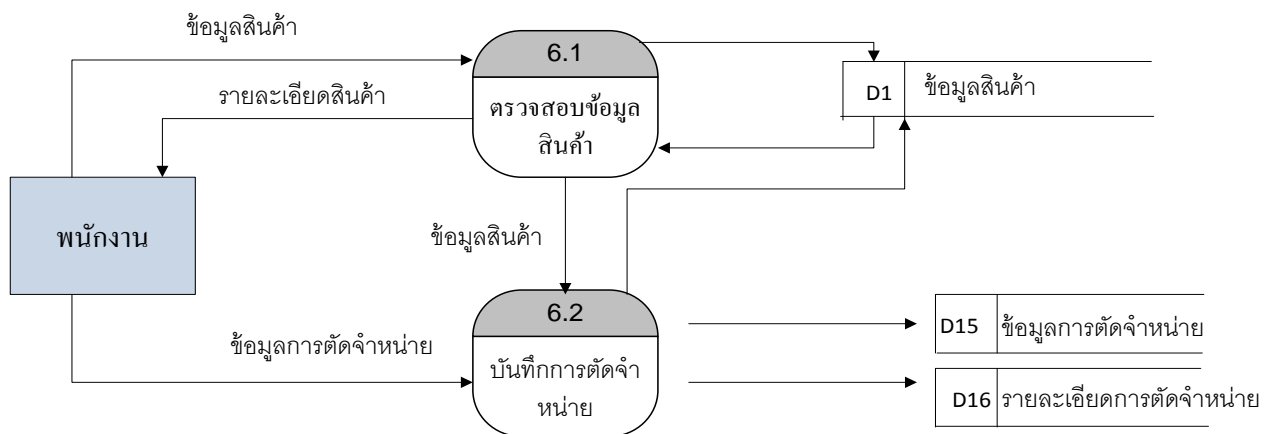 ข้อมูลสินค้า
6.1
รายละเอียดสินค้า
ตรวจสอบข้อมูล
สินค้า
D1
ข้อมูลสินค้า
พนักงาน
ข้อมูลสินค้า
6.2
ข้อมูลการตัดจำหน่าย
บันทึกการตัดจำ
หน่าย
D15
ข้อมูลการตัดจำหน่าย
D16
รายละเอียดการตัดจำหน่าย